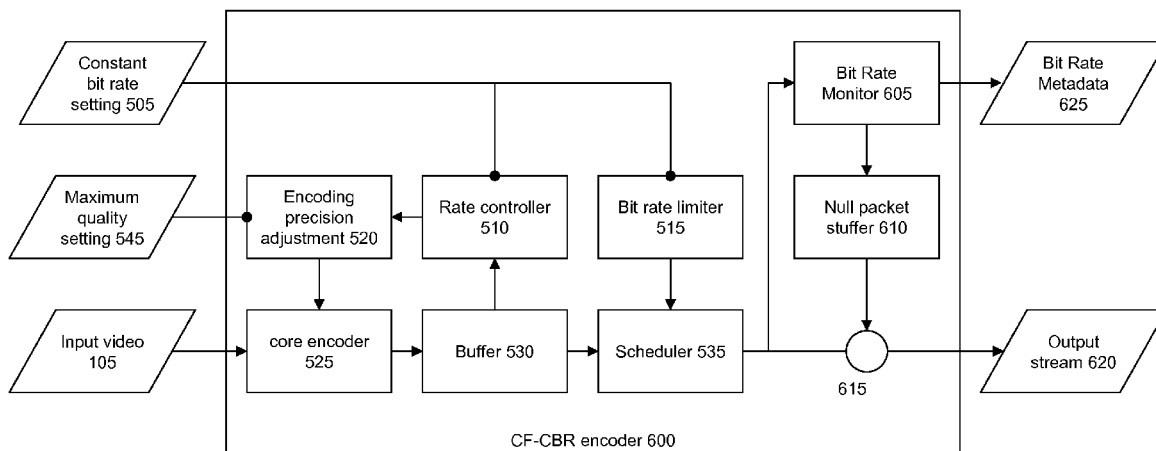 Constant
bit rate
setting 505
Bit Rate
Monitor 605
Bit Rate
Metadata
625
Maximum
quality
setting 545
Encoding
precision
adjustment 520
Rate controller
510
Bit rate limiter
515
Null packet
stuffer 610
Input video
105
core encoder
525
Buffer 530
Scheduler 535
615
Output
stream 620
CF-CBR encoder 600